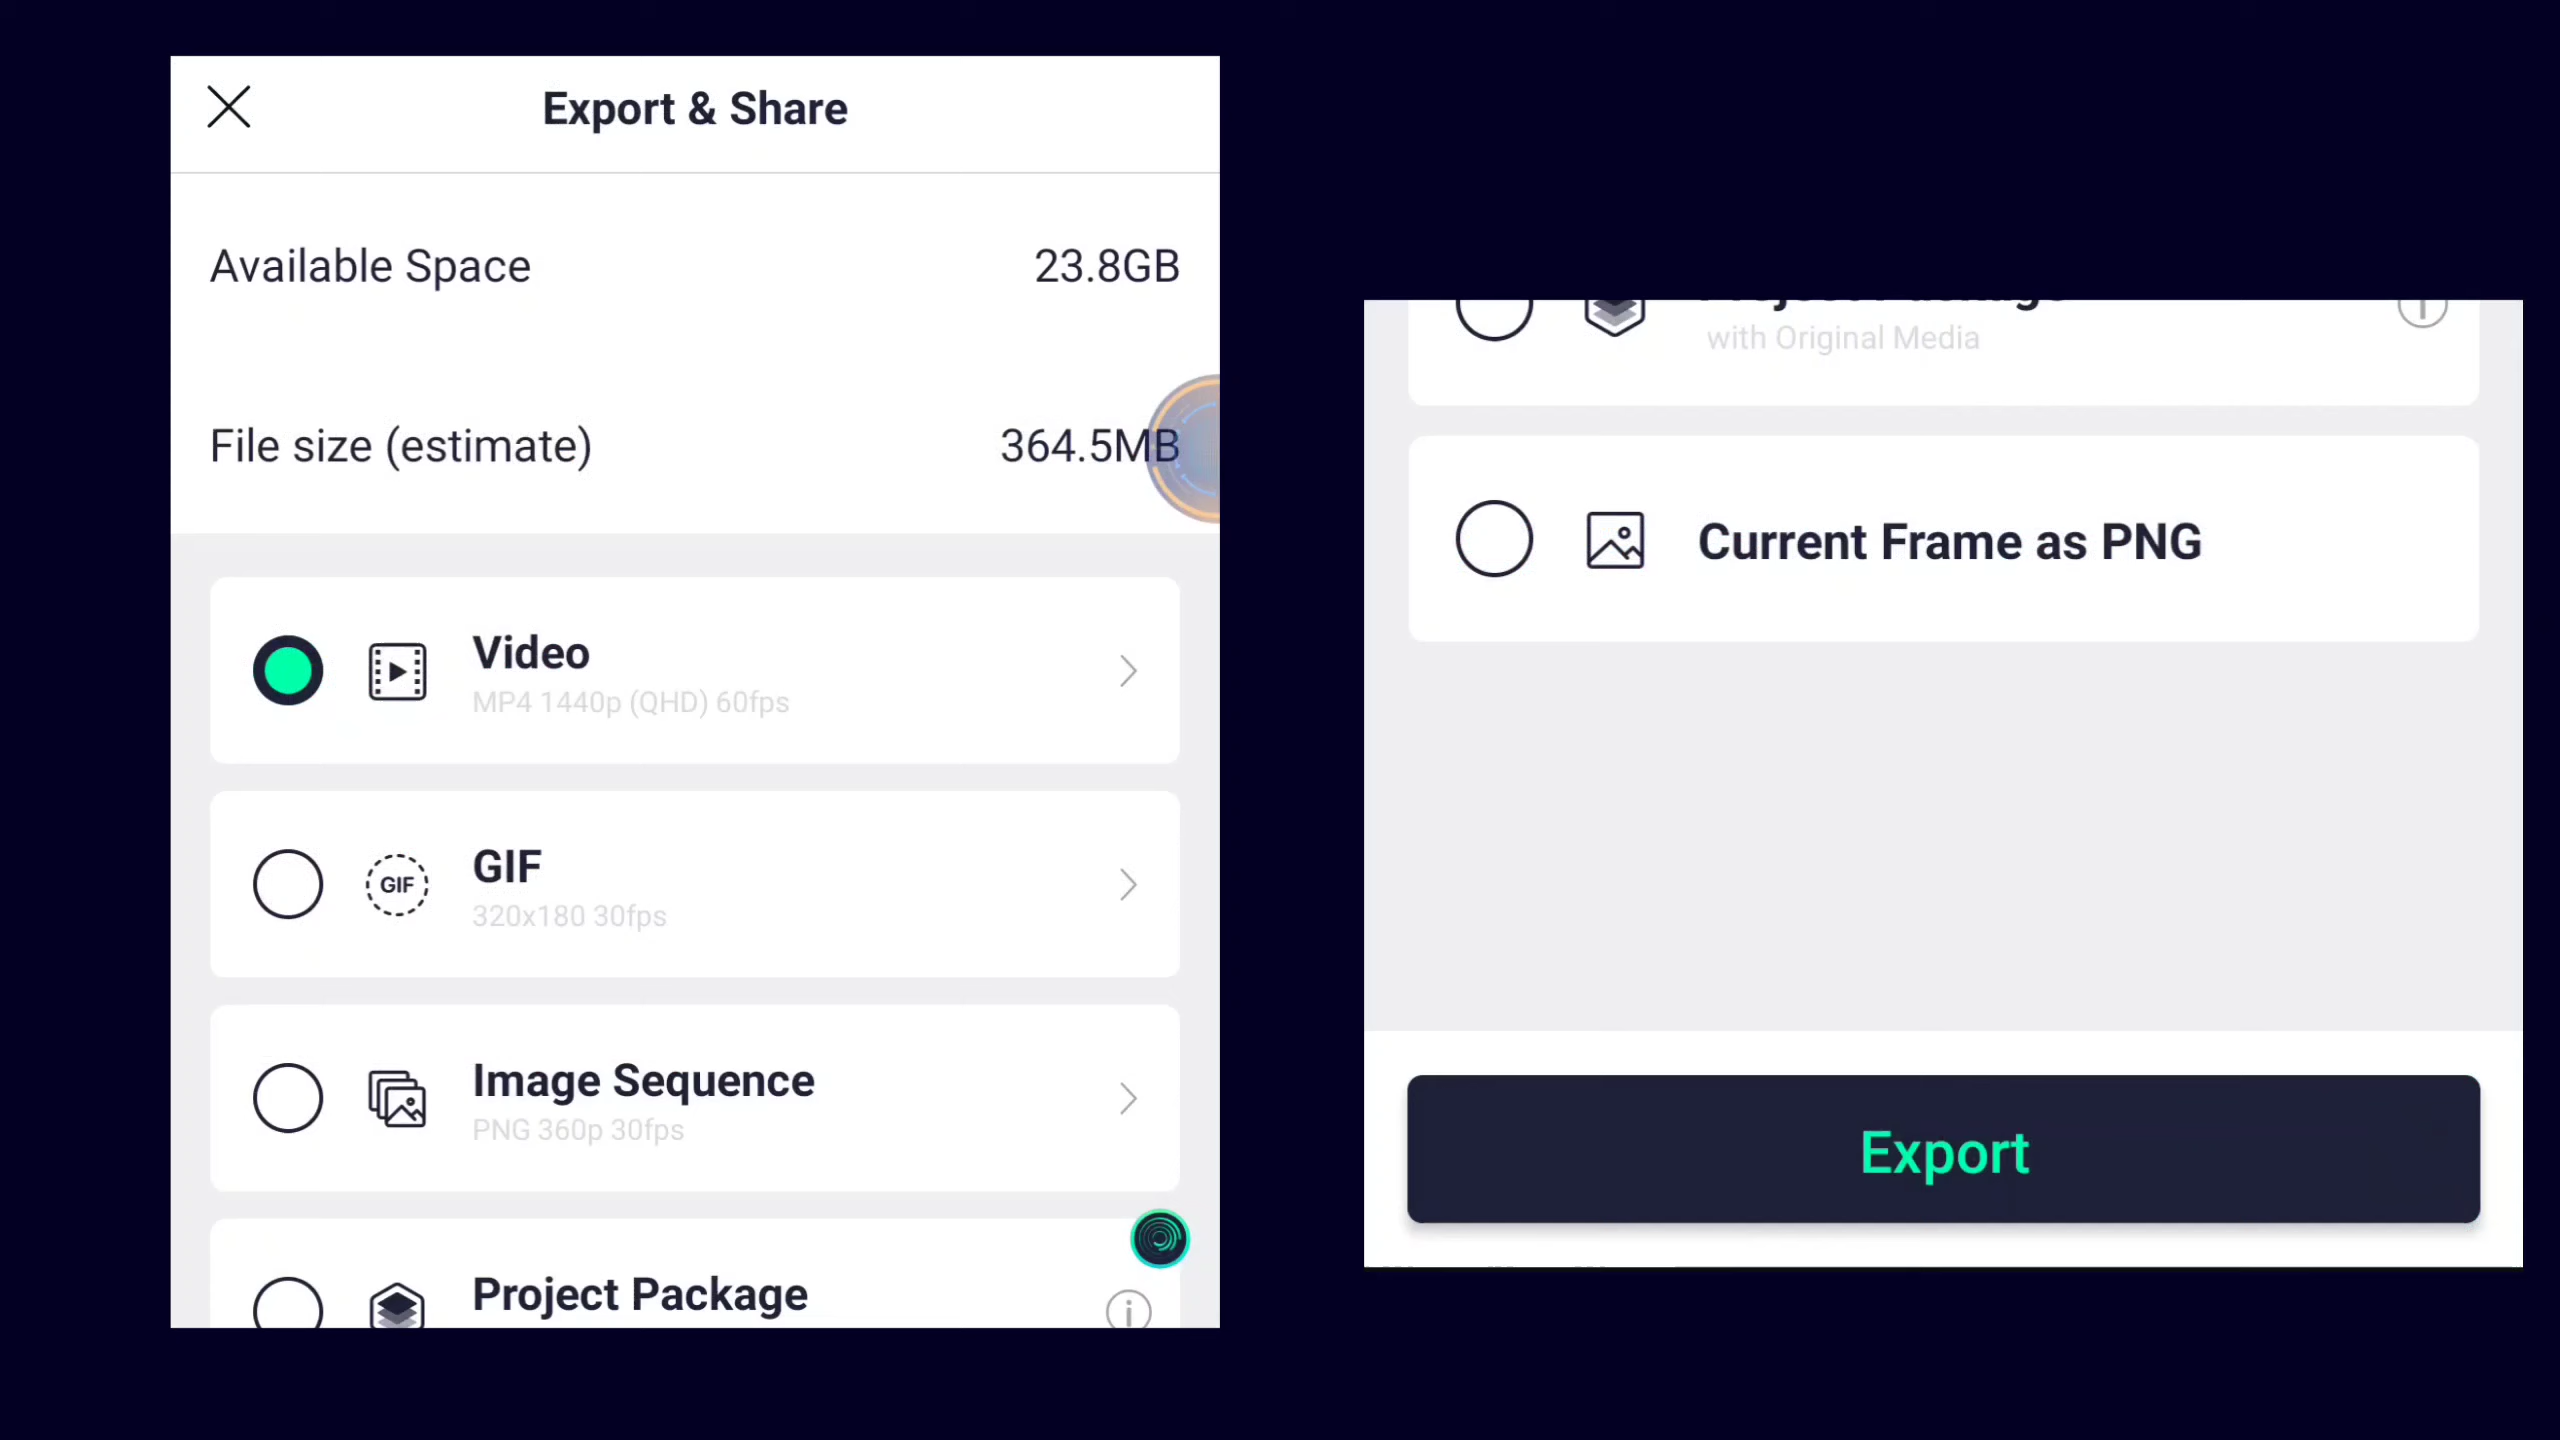 Export & Share
Available Space
23.8GB
File size (estimate)
364.5MB
Video
MP4 1440p (QHD) 60fps
GIF
GIF
320x180 30fps
Image Sequence
PNG 360p 30fps
Project Package
with Original Media
Current Frame as PNG
Export